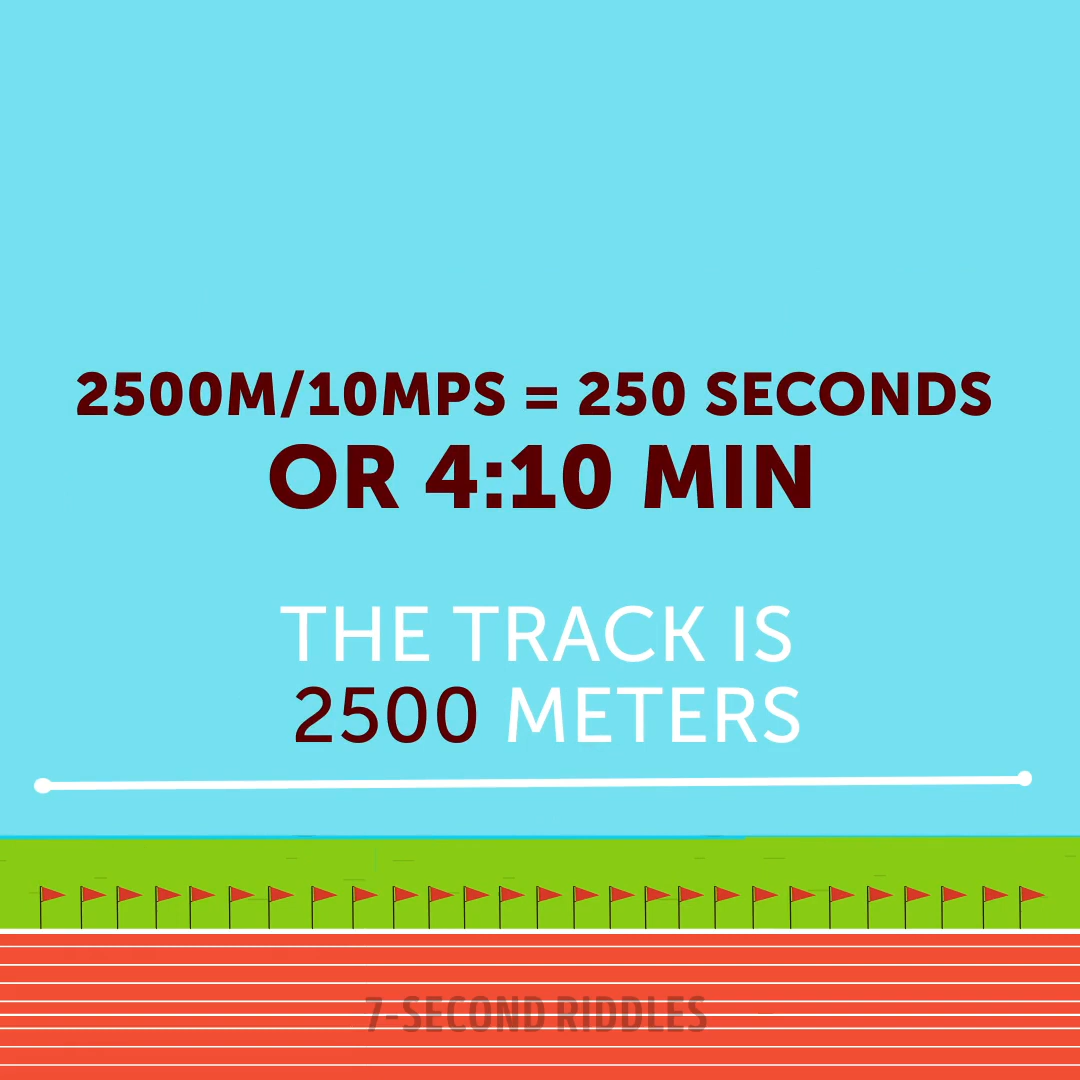 2500M/10MPS = 250 SECONDS
OR 4:10 MIN
THE TRACK IS
2500 METERS
7-SECOND RIDDLES